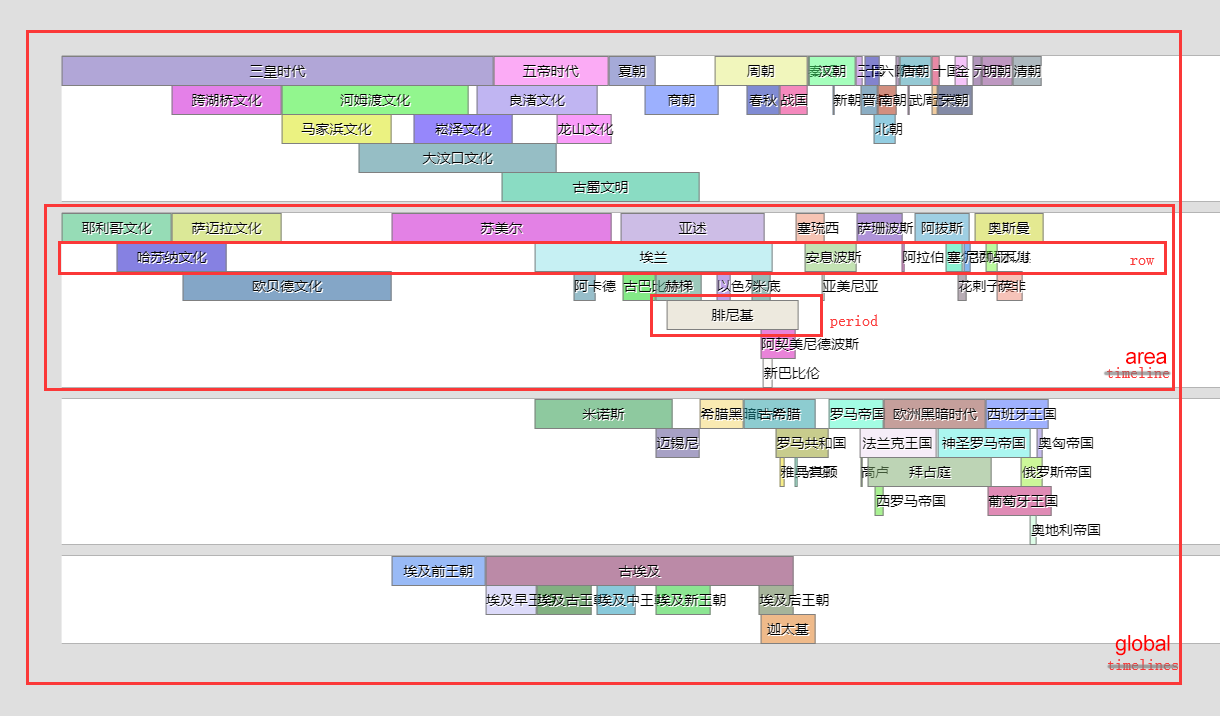 三皇时代 五帝时代 夏朝 周朝 汉朝 唐朝 十国 金 元 明朝 清朝
跨湖桥文化 河姆渡文化 良渚文化 商朝 春秋 战国 新朝 晋 南朝 武周 宋朝
马家浜文化 崧泽文化 龙山文化 北朝
大汶口文化
古蜀文明
耶利哥文化 萨迈拉文化 苏美尔 亚述 塞琉西 萨珊波斯 阿拔斯 奥斯曼
哈苏纳文化 埃兰 安息波斯 阿拉伯 row
欧贝德文化 阿卡德 古巴比 赫梯 以色列 米底 亚美尼亚 花剌子
腓尼基 period
阿契美尼德波斯
新巴比伦
area
timeline
米诺斯 希腊黑暗 古希腊 罗马帝国 欧洲黑暗时代 西班牙王国
迈锡尼 罗马共和国 法兰克王国 神圣罗马帝国 奥匈帝国
高卢 拜占庭 俄罗斯帝国
西罗马帝国 葡萄牙王国
奥地利帝国
埃及前王朝 古埃及
埃及早王 埃及古王朝 埃及中王 埃及新王朝 埃及后王朝
迦太基
global
timelines